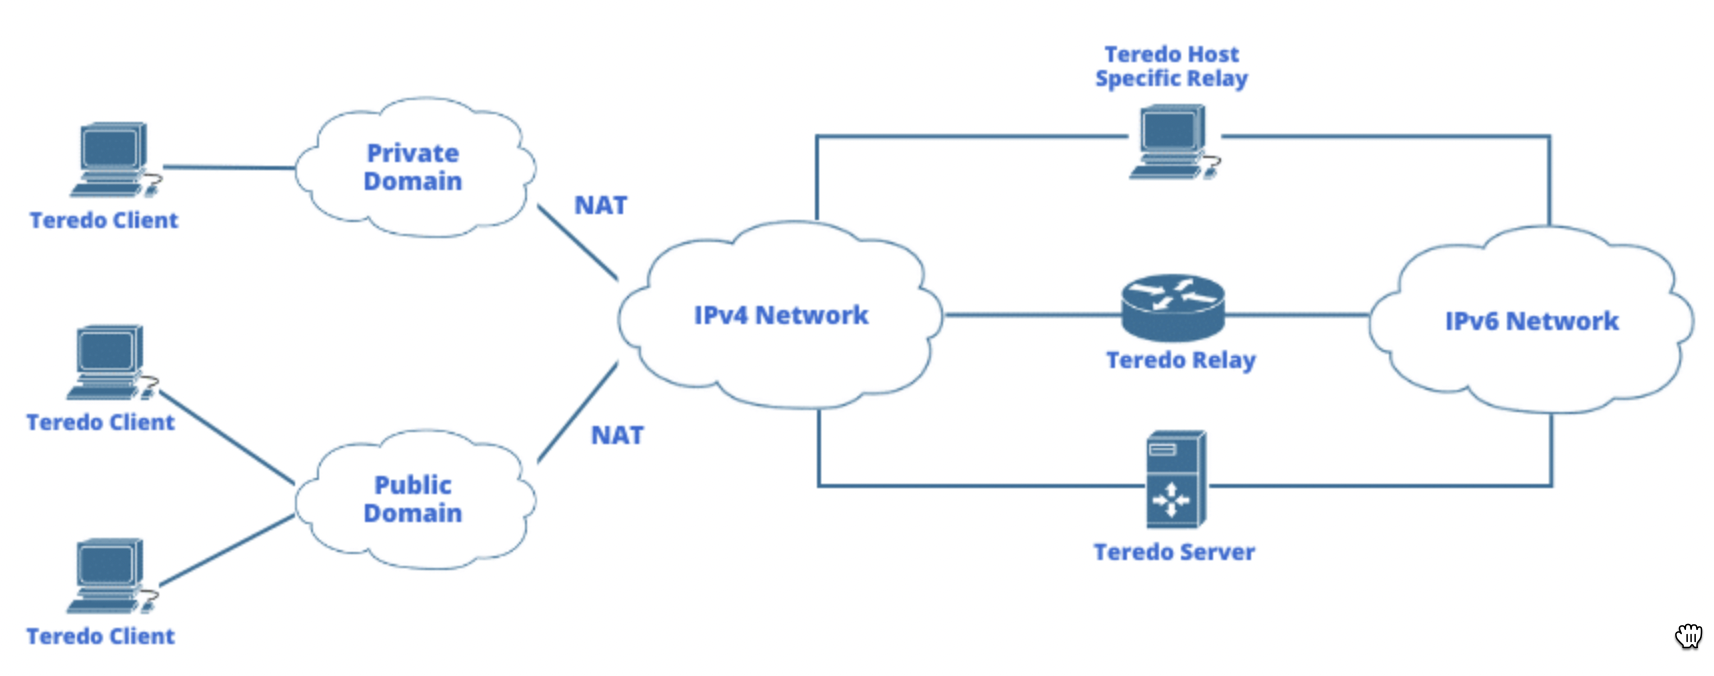 Teredo Host
Specific Relay
Private
Domain
NAT
Teredo Client
IPv4 Network
IPv6 Network
Teredo Relay
Teredo Client
NAT
Public
Domain
Teredo Server
Teredo Client